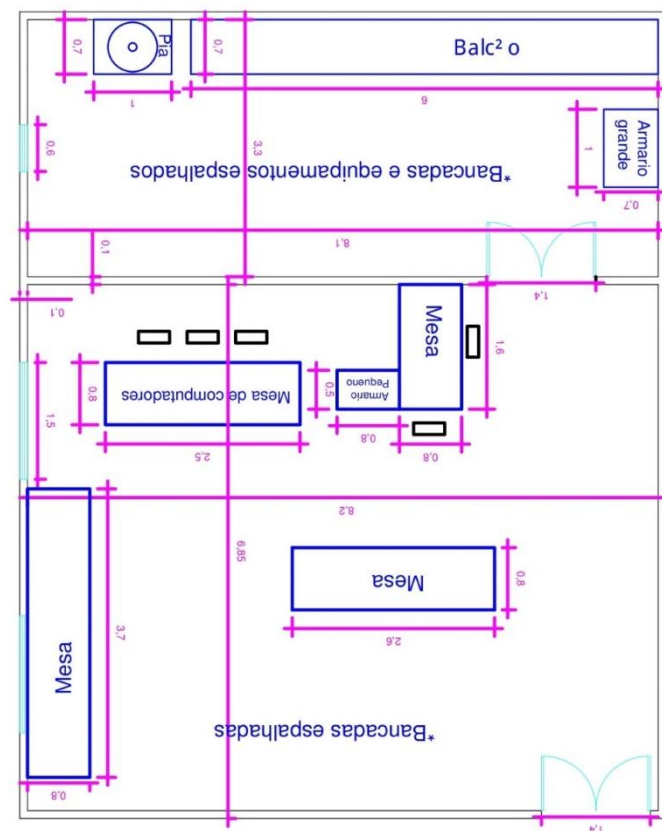 Balc² o
Pia
0,7
0,7
1
6
Armario
grande
1
0,7
0,6
3,3
*Bancadas e equipamentos espalhados
8,1
0,1
0,1
1,4
Mesa
1,6
Armario
Pequeno
0,5
0,8
0,8
Mesa de computadores
0,8
2,5
1,5
8,2
6,85
Mesa
0,8
2,6
Mesa
3,7
0,8
*Bancadas espalhadas
1,4